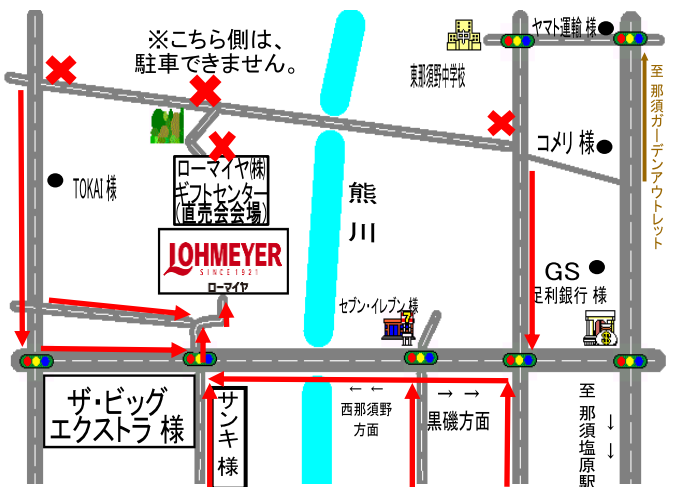 ※こちら側は、
駐車できません。
ヤマト運輸 様
東那須野中学校
至 那須ガーデンアウトレット
コメリ 様
TOKAI 様
ローマイヤ㈱
ギフトセンター
(直売会会場)
熊川
LOHMEYER
SINCE 1921
ローマイヤ
GS
足利銀行 様
セブン・イレブン 様
7
$
ザ・ビッグ
エクストラ 様
サンキ 様
← ←
西那須野
方面
→ →
黒磯方面
至 那須塩原駅
↓ ↓